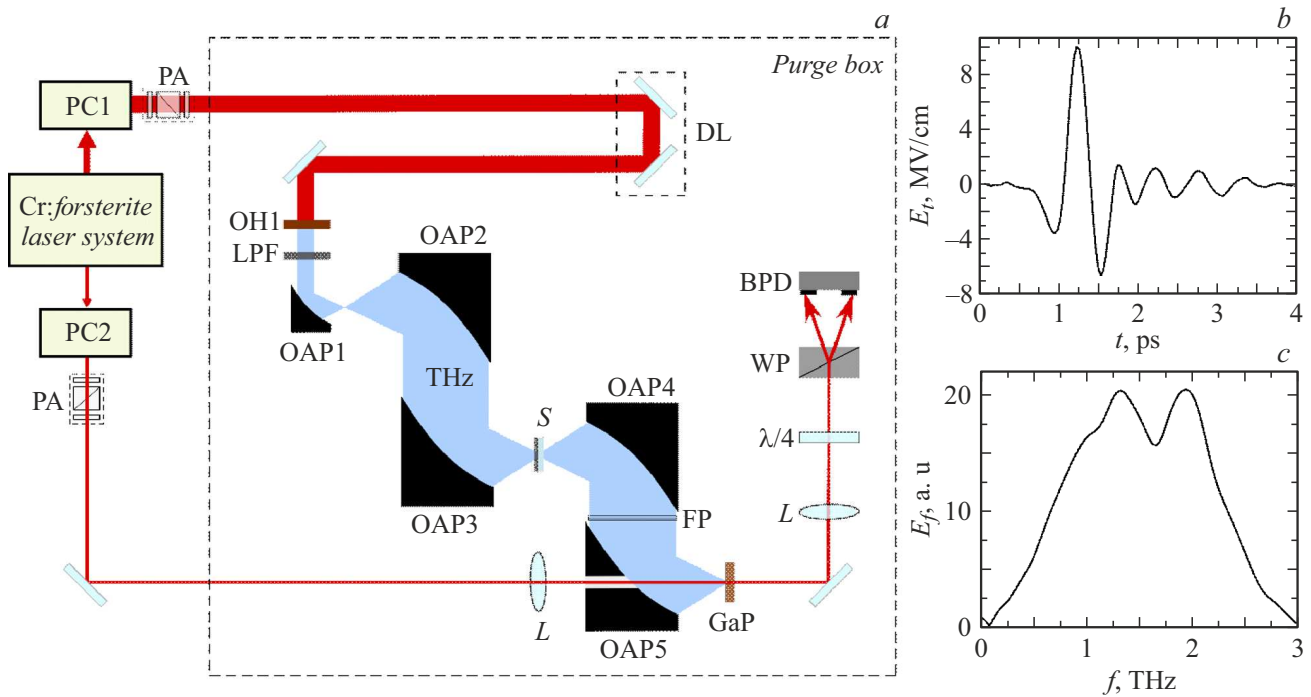 a
Purge box
PA
PC1
DL
Cr:forsterite
laser system
OH1
LPF
OAP2
OAP1
PC2
PA
THz
OAP3
S
OAP4
FP
BPD
WP
λ/4
L
L
OAP5
GaP
b
E_t, MV/cm
8
4
0
−4
−8
0
1
2
3
4
t, ps
c
E_f, a. u
20
10
0
0
1
2
3
f, THz